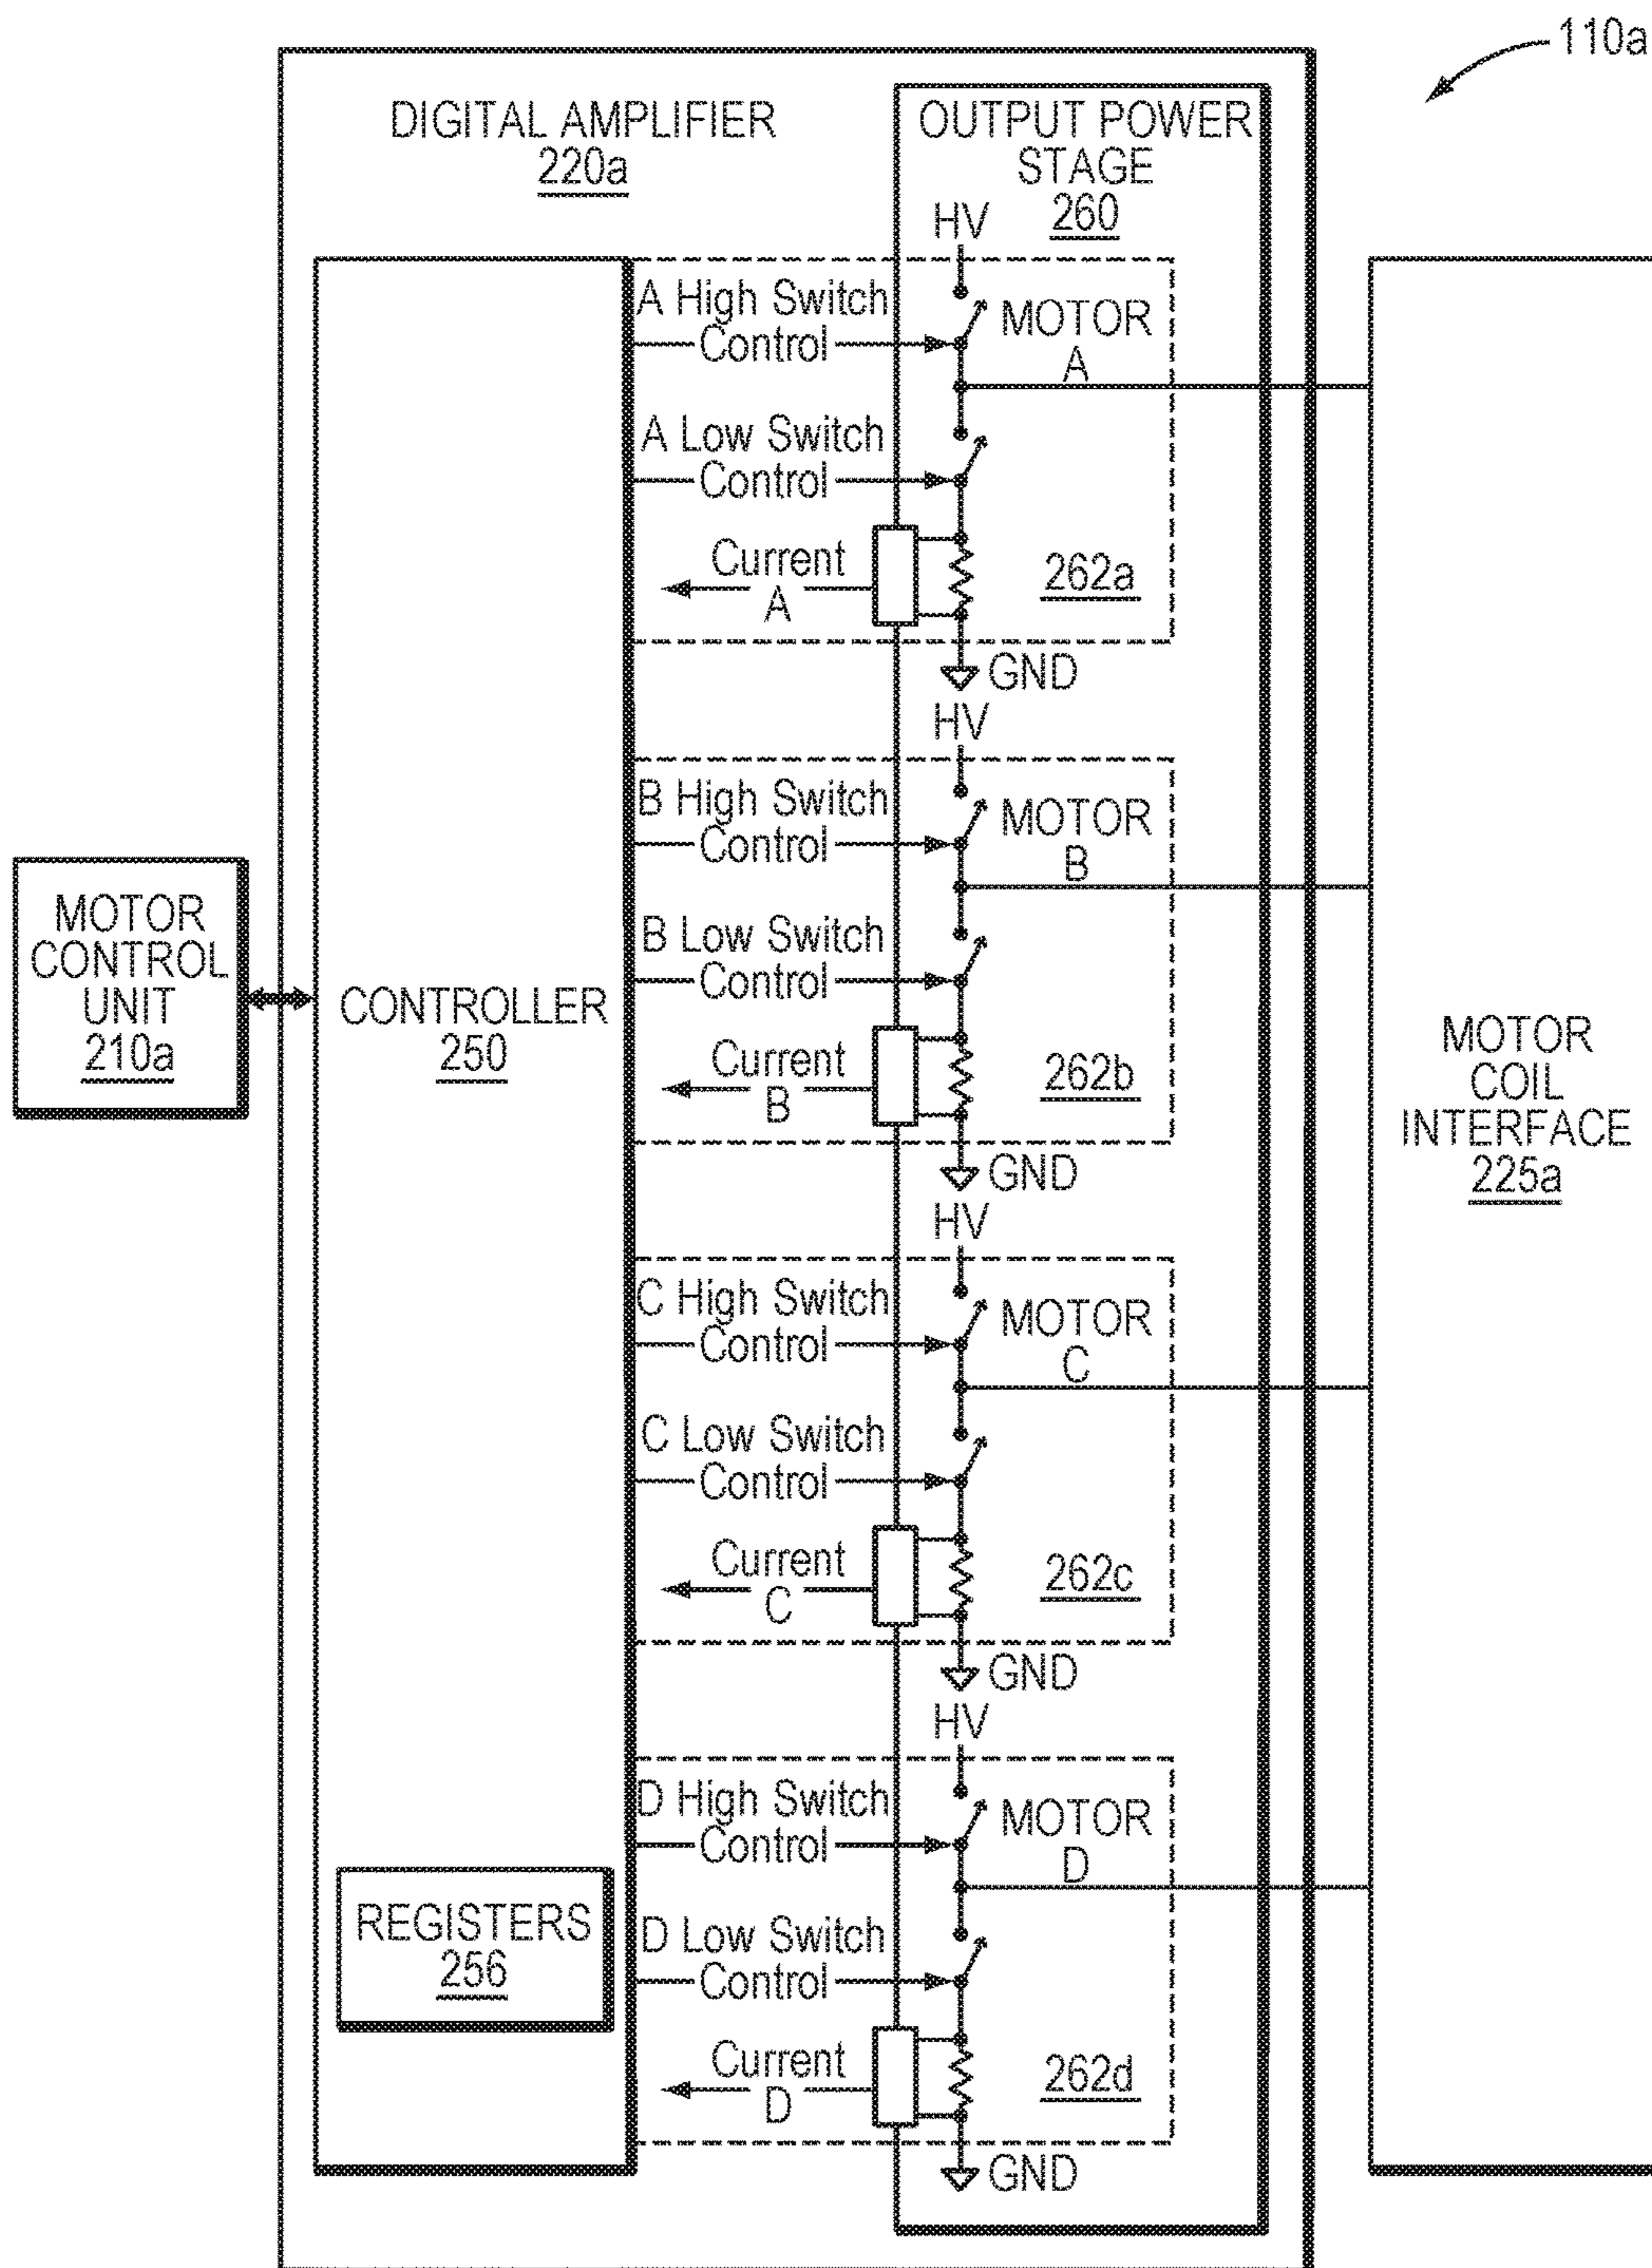 110a
DIGITAL AMPLIFIER
220a
OUTPUT POWER
STAGE
260
HV
A High Switch
Control
MOTOR
A
A Low Switch
Control
Current
A
262a
GND
HV
B High Switch
Control
MOTOR
B
B Low Switch
Control
Current
B
262b
GND
MOTOR
CONTROL
UNIT
210a
CONTROLLER
250
MOTOR
COIL
INTERFACE
225a
HV
C High Switch
Control
MOTOR
C
C Low Switch
Control
Current
C
262c
GND
HV
D High Switch
Control
MOTOR
D
D Low Switch
Control
Current
D
262d
GND
REGISTERS
256